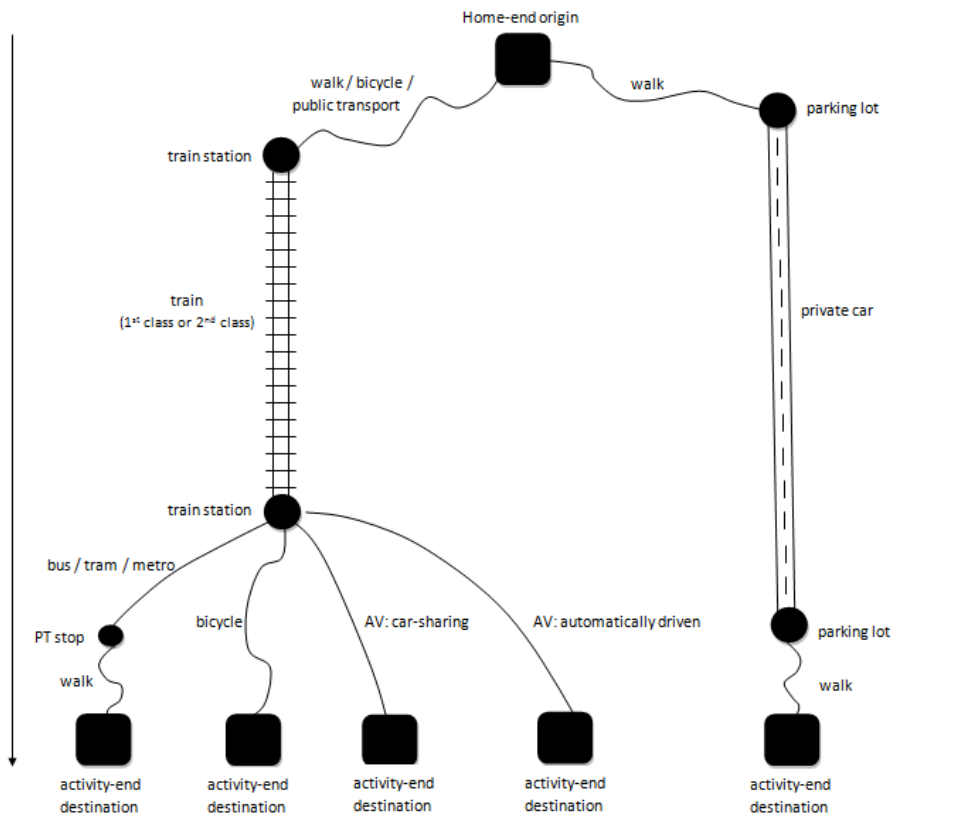 Home-end origin
walk / bicycle /
public transport
walk
parking lot
train station
train
(1st class or 2nd class)
private car
train station
bus / tram / metro
bicycle
AV: car-sharing
AV: automatically driven
PT stop
parking lot
walk
walk
activity-end
destination
activity-end
destination
activity-end
destination
activity-end
destination
activity-end
destination